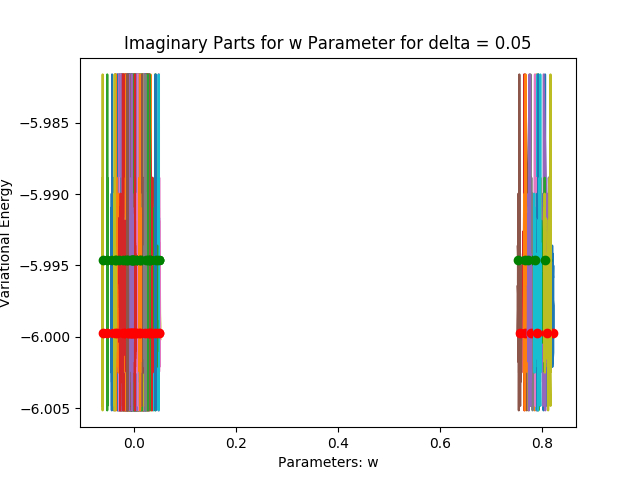 Imaginary Parts for w Parameter for delta = 0.05
Variational Energy
−5.985
−5.990
−5.995
−6.000
−6.005
0.0 0.2 0.4 0.6 0.8
Parameters: w